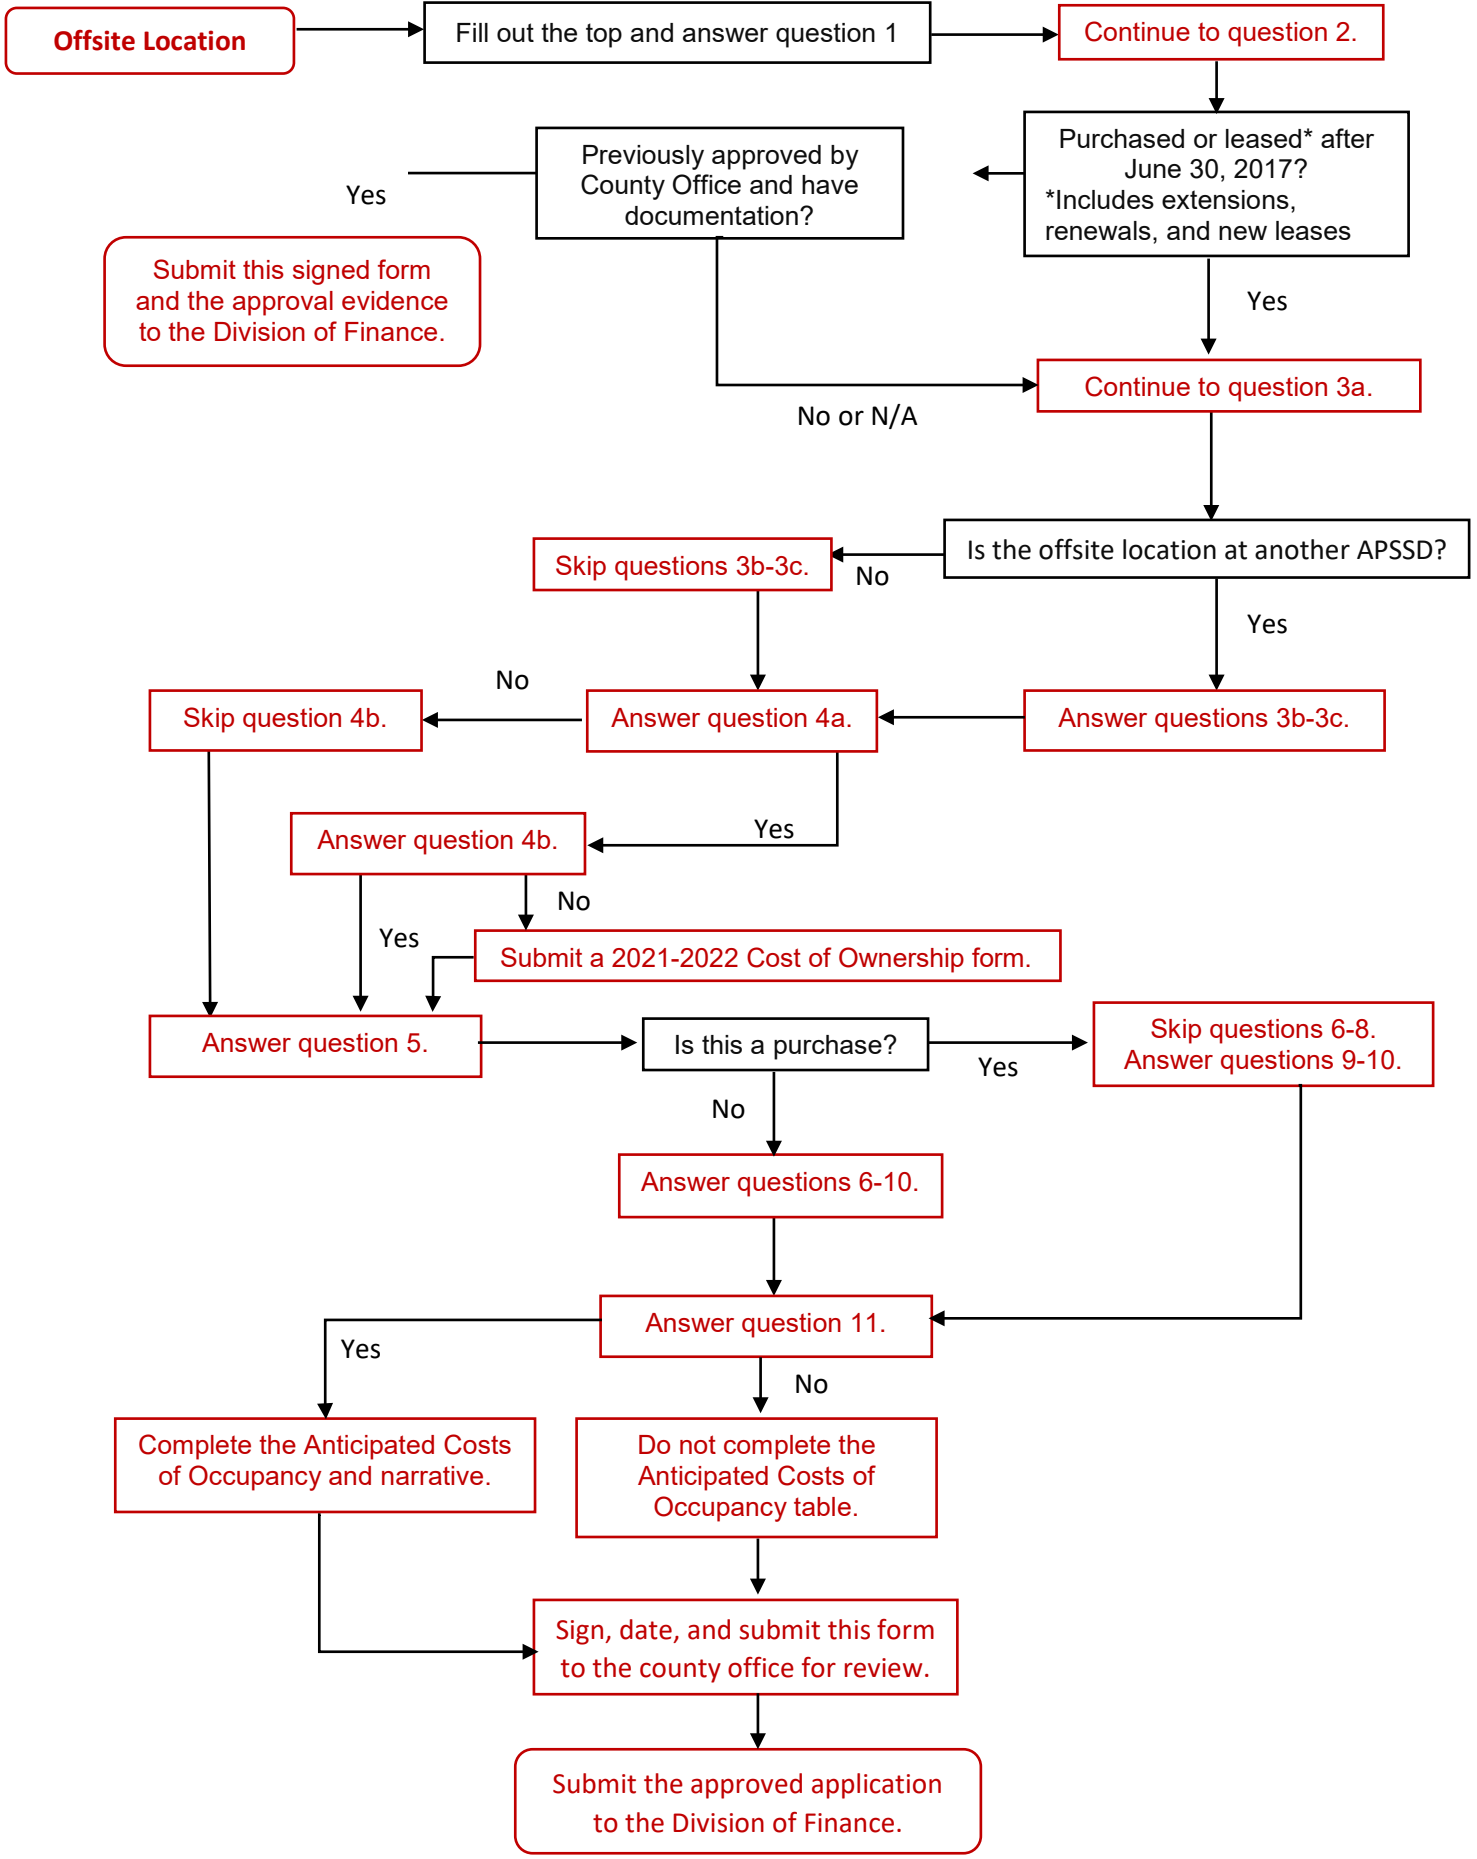 Offsite Location
Fill out the top and answer question 1
Continue to question 2.
Purchased or leased* after
June 30, 2017?
*Includes extensions,
renewals, and new leases
Previously approved by
County Office and have
documentation?
Yes
Submit this signed form
and the approval evidence
to the Division of Finance.
Yes
Continue to question 3a.
No or N/A
Is the offsite location at another APSSD?
No
Skip questions 3b-3c.
Yes
Answer questions 3b-3c.
Answer question 4a.
No
Skip question 4b.
Yes
Answer question 4b.
No
Yes
Submit a 2021-2022 Cost of Ownership form.
Answer question 5.
Is this a purchase?
Yes
Skip questions 6-8.
Answer questions 9-10.
No
Answer questions 6-10.
Answer question 11.
Yes
No
Complete the Anticipated Costs
of Occupancy and narrative.
Do not complete the
Anticipated Costs of
Occupancy table.
Sign, date, and submit this form
to the county office for review.
Submit the approved application
to the Division of Finance.